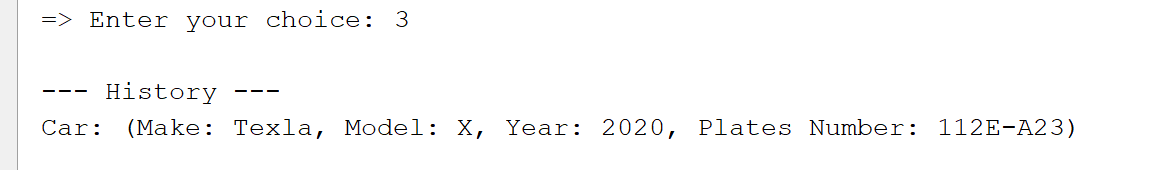 => Enter your choice: 3
--- History ---
Car: (Make: Texla, Model: X, Year: 2020, Plates Number: 112E-A23)